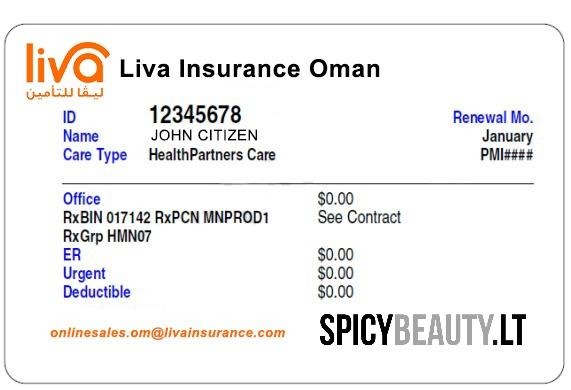 liva
ليڤا للتأمين
Liva Insurance Oman
ID 12345678 Renewal Mo.
Name JOHN CITIZEN January
Care Type HealthPartners Care PMI####
Office $0.00
RxBIN 017142 RxPCN MNPROD1 See Contract
RxGrp HMN07
ER $0.00
Urgent $0.00
Deductible $0.00
onlinesales.om@livainsurance.com SPICYBEAUTY.LT